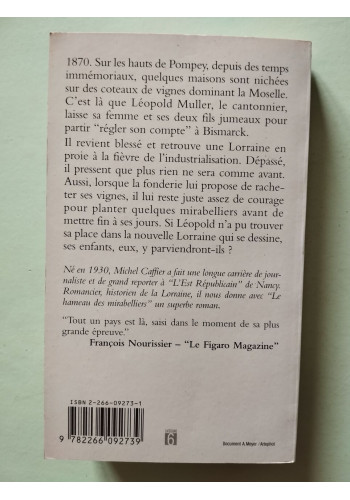 1870. Sur les hauts de Pompey, depuis des temps
immémoriaux, quelques maisons sont nichées
sur des coteaux de vignes dominant la Moselle.
C'est là que Léopold Muller, le cantonnier,
laisse sa femme et ses deux fils jumeaux pour
partir “régler son compte” à Bismarck.
Il revient blessé et retrouve une Lorraine en
proie à la fièvre de l'industrialisation. Dépassé,
il pressent que plus rien ne sera comme avant.
Aussi, lorsque la fonderie lui propose de rache-
ter ses vignes, il lui reste juste assez de courage
pour planter quelques mirabelliers avant de
mettre fin à ses jours. Si Léopold n'a pu trouver
sa place dans la nouvelle Lorraine qui se dessine,
ses enfants, eux, y parviendront-ils ?
Né en 1930, Michel Caffier a fait une longue carrière de jour-
naliste et de grand reporter à “L'Est Républicain” de Nancy.
Romancier, historien de la Lorraine, il nous donne avec “Le
hameau des mirabelliers” un superbe roman.
“Tout un pays est là, saisi dans le moment de sa plus
grande épreuve.”
François Nourissier – “Le Figaro Magazine”
ISBN 2-266-09273-1
9 782266 092739
6
Document A.Meyer / Artephot